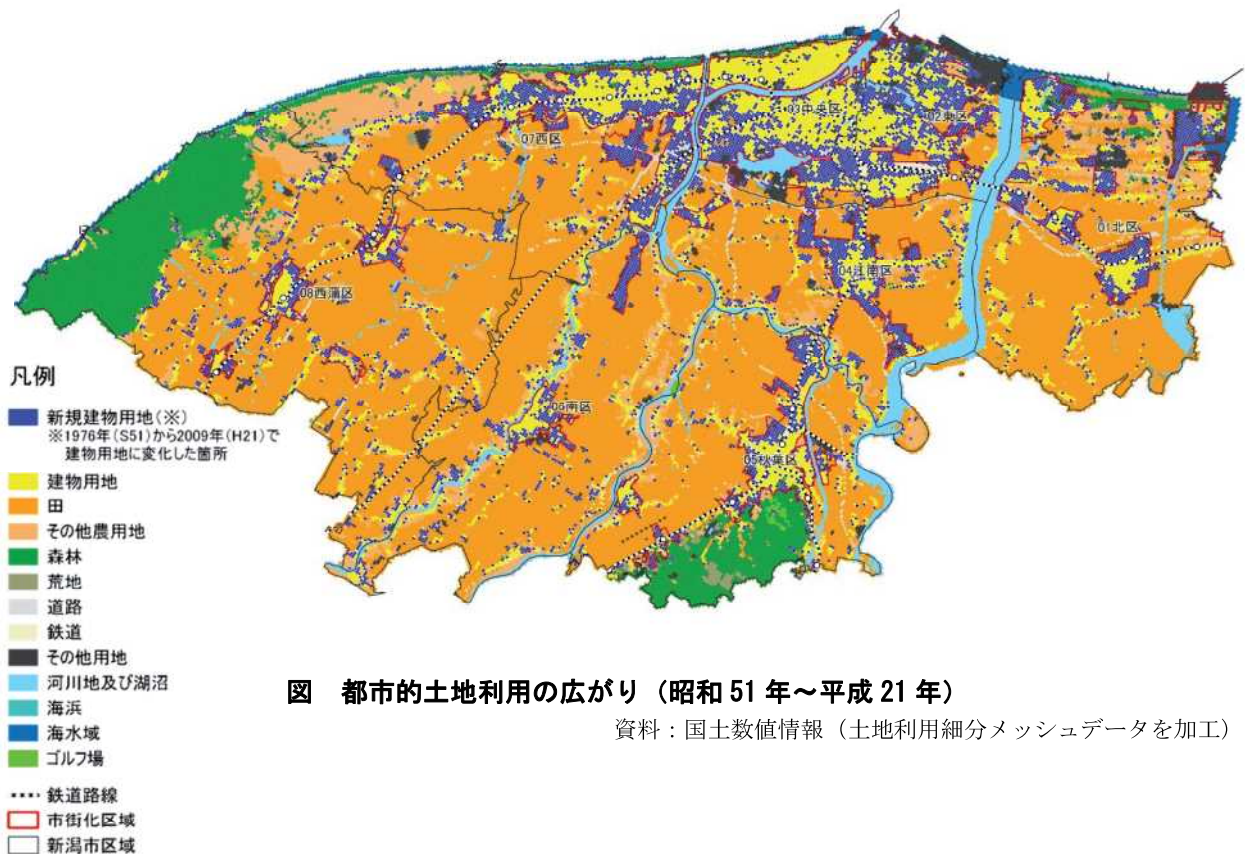 03中央区
02東区
07西区
01北区
04江南区
08西蒲区
06南区
05秋葉区
凡例
新規建物用地(※)
※1976年(S51)から2009年(H21)で
建物用地に変化した箇所
建物用地
田
その他農用地
森林
荒地
道路
鉄道
その他用地
河川地及び湖沼
海浜
海水域
ゴルフ場
鉄道路線
市街化区域
新潟市区域
図 都市的土地利用の広がり（昭和 51 年～平成 21 年）
資料：国土数値情報（土地利用細分メッシュデータを加工）